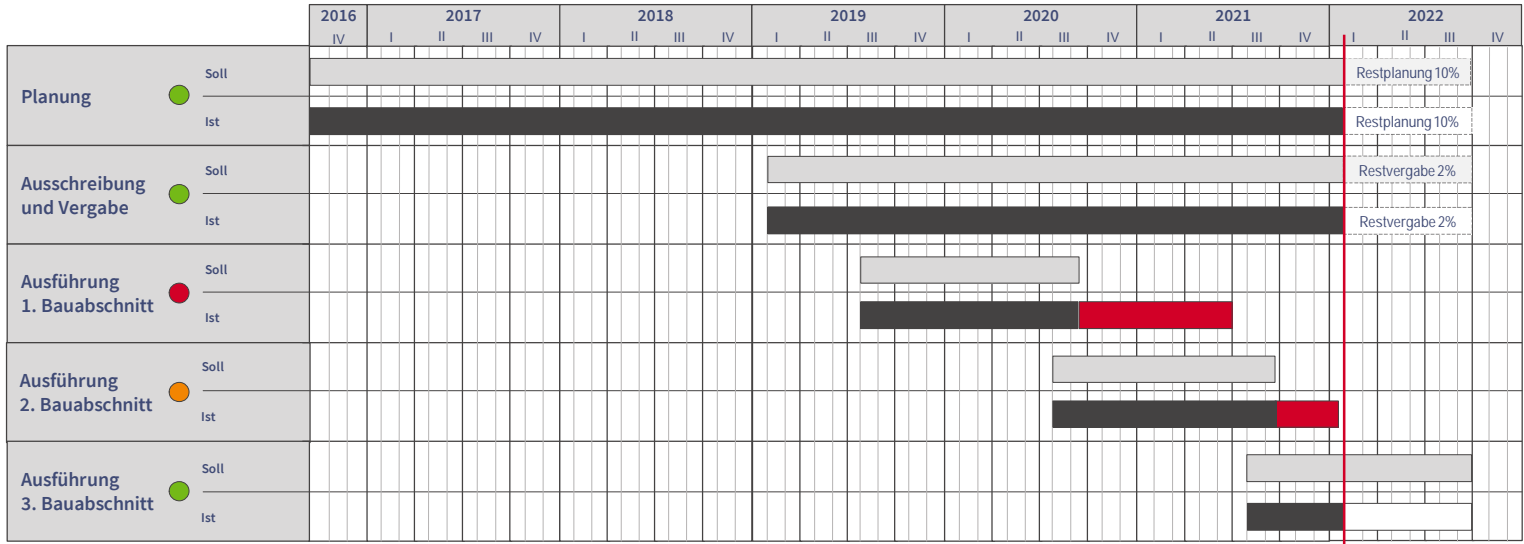 2016 2017 2018 2019 2020 2021 2022
IV I II III IV I II III IV I II III IV I II III IV I II III IV I II III IV
Planung
Soll
Restplanung 10%
Ist
Restplanung 10%
Ausschreibung
und Vergabe
Soll
Restvergabe 2%
Ist
Restvergabe 2%
Ausführung
1. Bauabschnitt
Soll
Ist
Ausführung
2. Bauabschnitt
Soll
Ist
Ausführung
3. Bauabschnitt
Soll
Ist